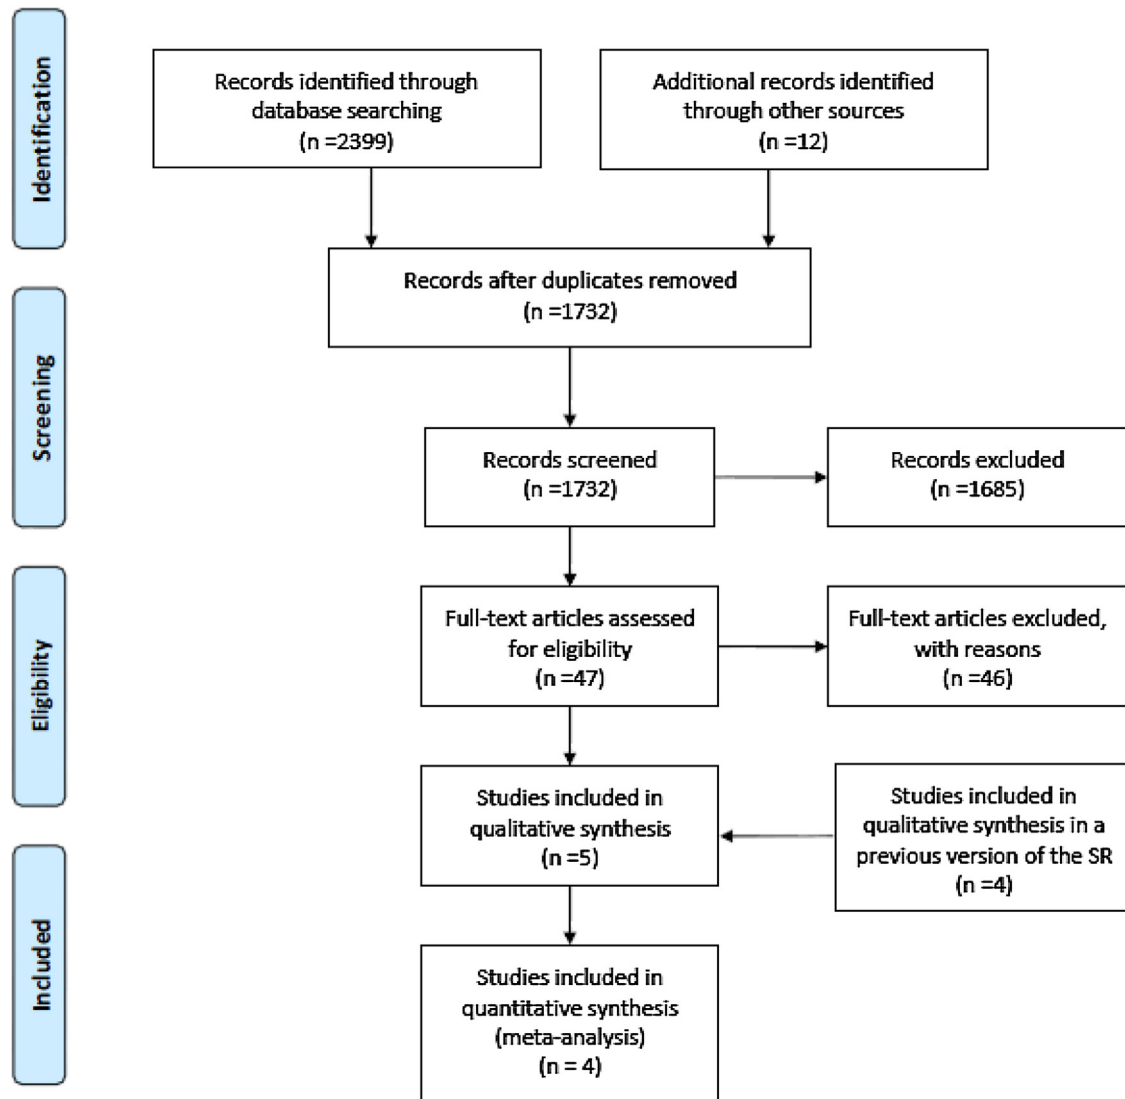 Identification
Records identified through
database searching
(n =2399)
Additional records identified
through other sources
(n =12)
Records after duplicates removed
(n =1732)
Screening
Records screened
(n =1732)
Records excluded
(n =1685)
Eligibility
Full-text articles assessed
for eligibility
(n =47)
Full-text articles excluded,
with reasons
(n =46)
Studies included in
qualitative synthesis
(n =5)
Studies included in
qualitative synthesis in a
previous version of the SR
(n =4)
Included
Studies included in
quantitative synthesis
(meta-analysis)
(n = 4)